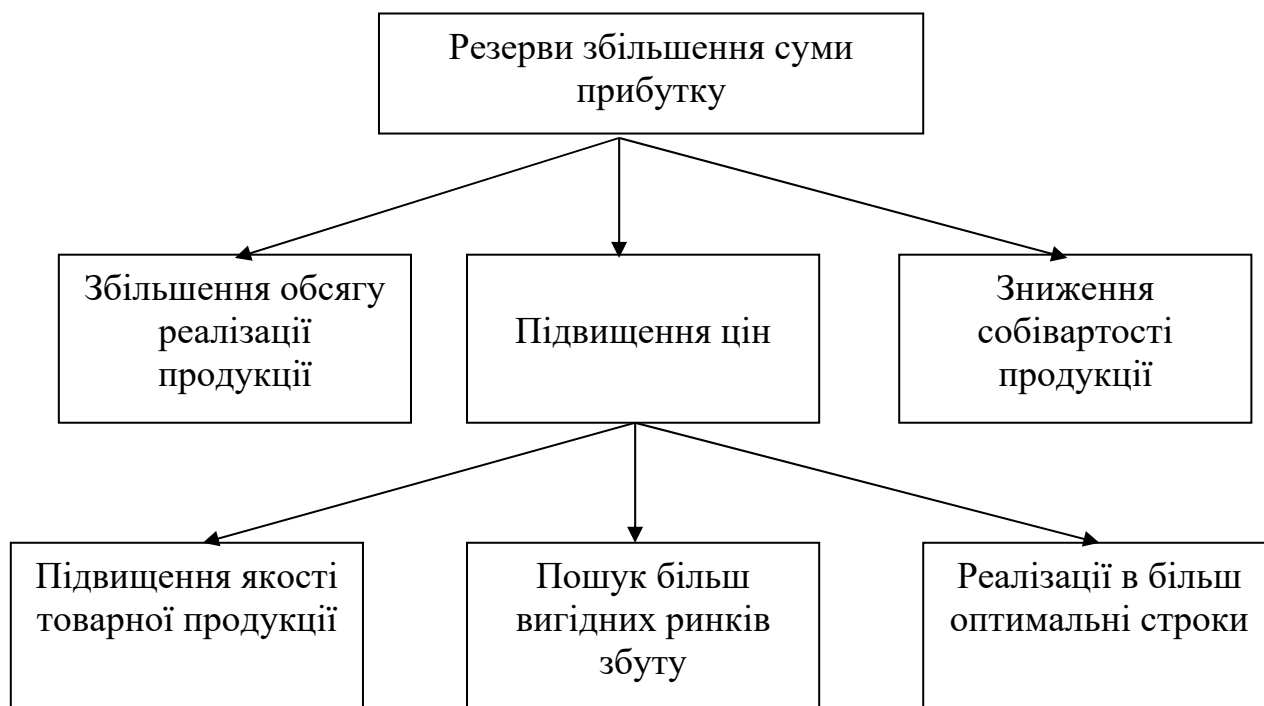 Резерви збільшення суми
прибутку
Збільшення обсягу
реалізації
продукції
Підвищення цін
Зниження
собівартості
продукції
Підвищення якості
товарної продукції
Пошук більш
вигідних ринків
збуту
Реалізації в більш
оптимальні строки